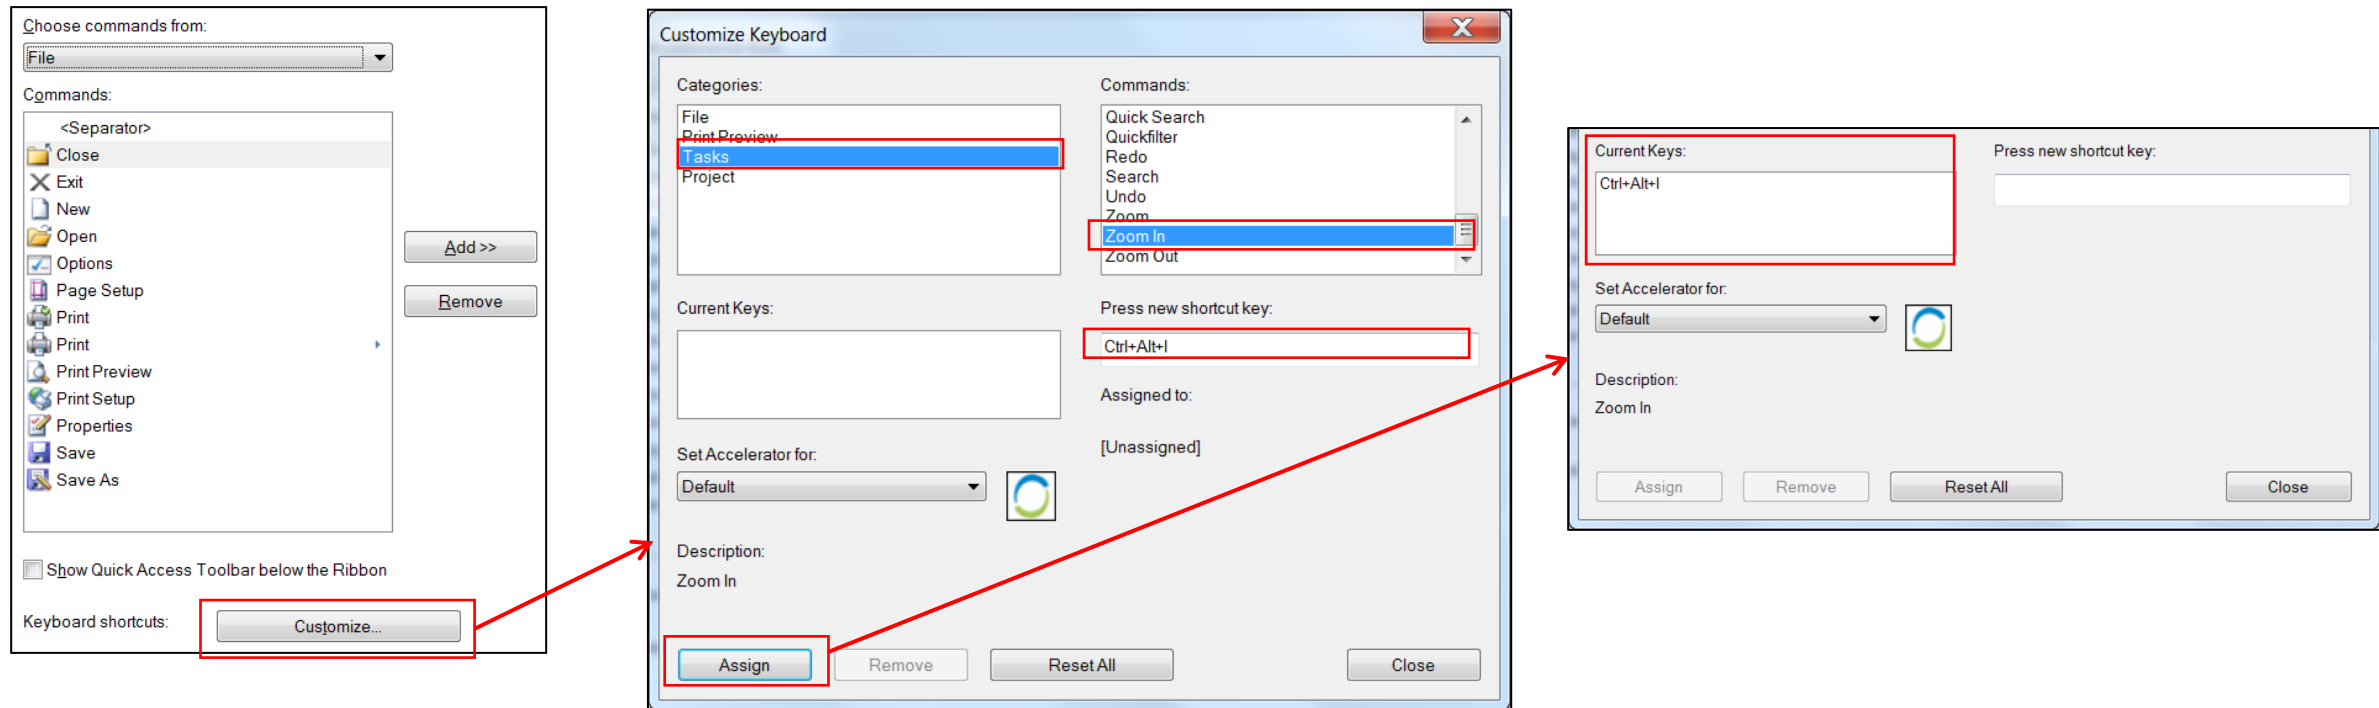 Choose commands from:
File
Commands:
<Separator>
Close
Exit
New
Open
Options
Page Setup
Print
Print
Print Preview
Print Setup
Properties
Save
Save As
Add >>
Remove
Show Quick Access Toolbar below the Ribbon
Keyboard shortcuts:
Customize...
Customize Keyboard
Categories:
File
Print Preview
Tasks
Project
Commands:
Quick Search
Quickfilter
Redo
Search
Undo
Zoom
Zoom In
Zoom Out
Current Keys:
Press new shortcut key:
Ctrl+Alt+I
Assigned to:
[Unassigned]
Set Accelerator for:
Default
Description:
Zoom In
Assign
Remove
Reset All
Close
Current Keys:
Ctrl+Alt+I
Press new shortcut key:
Set Accelerator for:
Default
Description:
Zoom In
Assign
Remove
Reset All
Close